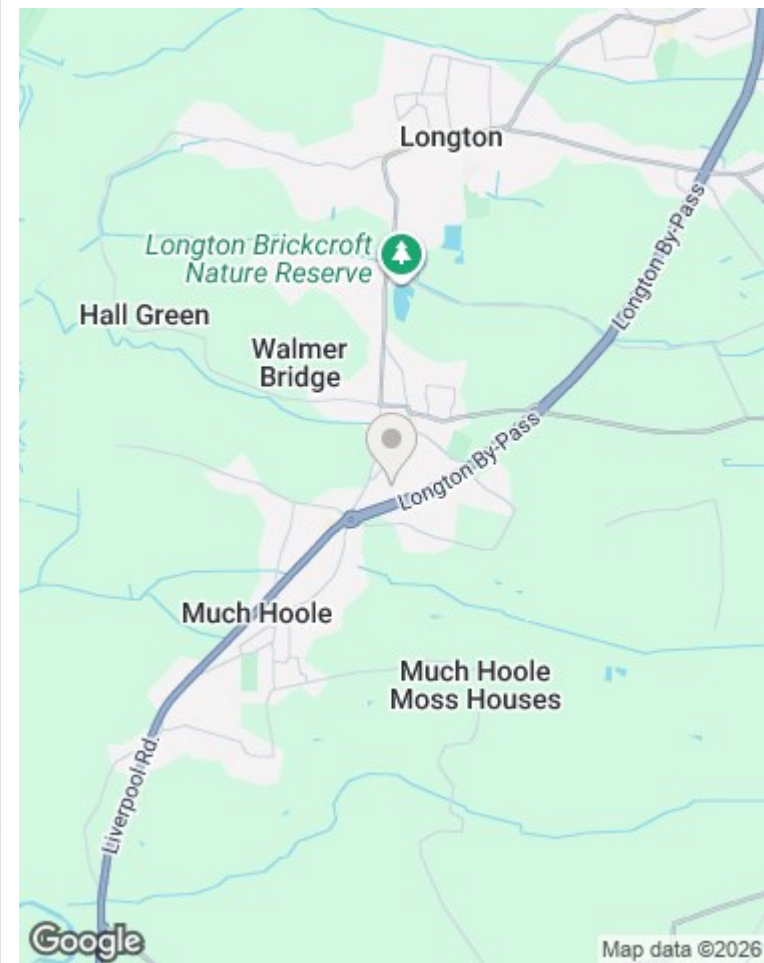 Longton
Longton Brickcroft
Nature Reserve
Longton By-Pass
Hall Green
Walmer
Bridge
Longton By-Pass
Much Hoole
Much Hoole
Moss Houses
Liverpool Rd.
Google
Map data ©2026